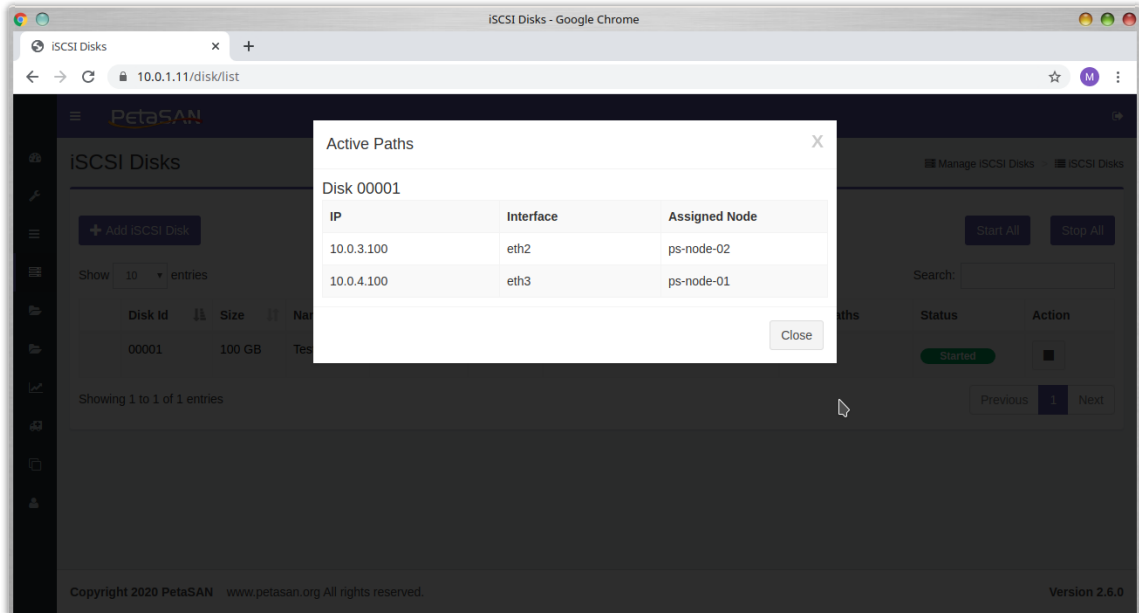 iSCSI Disks - Google Chrome
iSCSI Disks
10.0.1.11/disk/list
M
PetaSAN
iSCSI Disks
Manage iSCSI Disks > iSCSI Disks
Active Paths X
Disk 00001
IP Interface Assigned Node
10.0.3.100 eth2 ps-node-02
10.0.4.100 eth3 ps-node-01
Close
Add iSCSI Disk Start All Stop All
Show 10 entries Search:
Disk Id Size Status Action
00001 100 GB Started
Showing 1 to 1 of 1 entries Previous 1 Next
Copyright 2020 PetaSAN www.petasan.org All rights reserved. Version 2.6.0